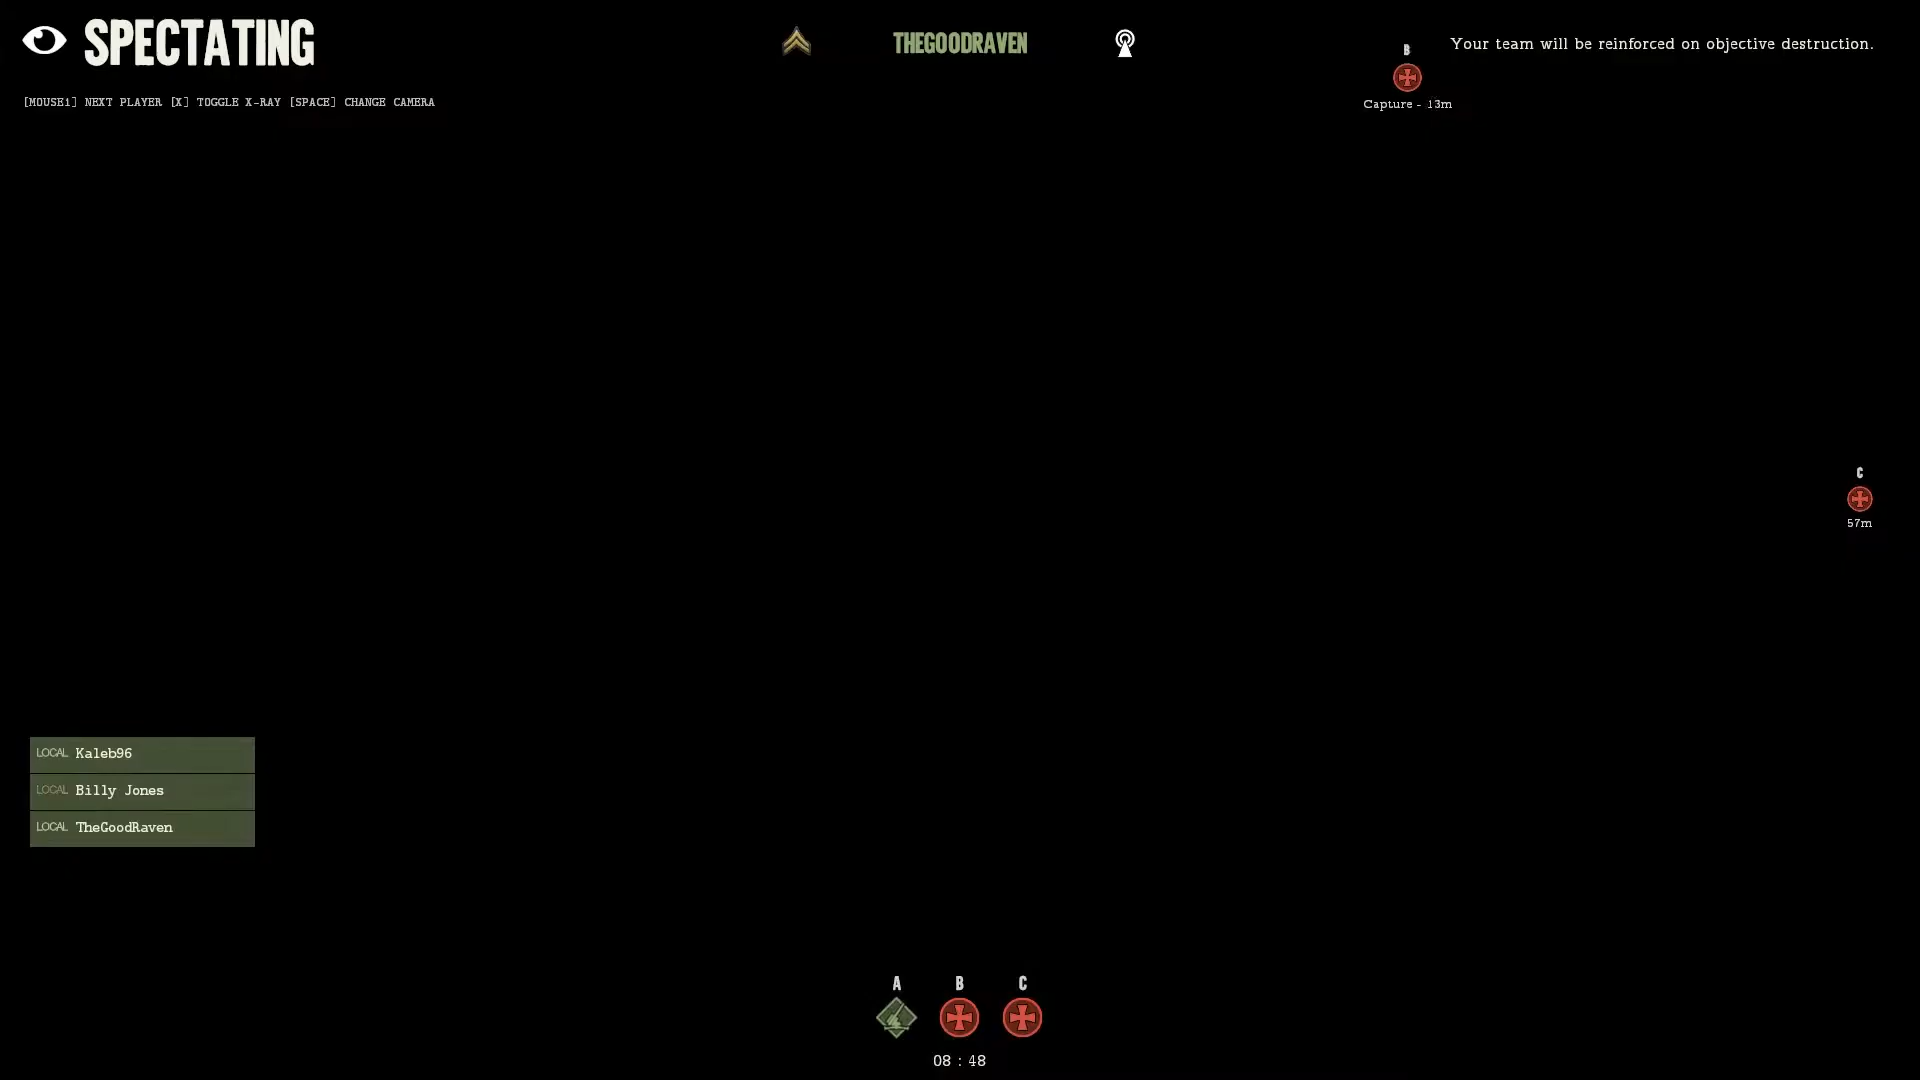 SPECTATING
[MOUSE1] NEXT PLAYER [X] TOGGLE X-RAY [SPACE] CHANGE CAMERA
THEGOODRAVEN
B
Capture - 13m
Your team will be reinforced on objective destruction.
C
57m
LOCAL Kaleb96
LOCAL Billy Jones
LOCAL TheGoodRaven
A B C
08 : 48